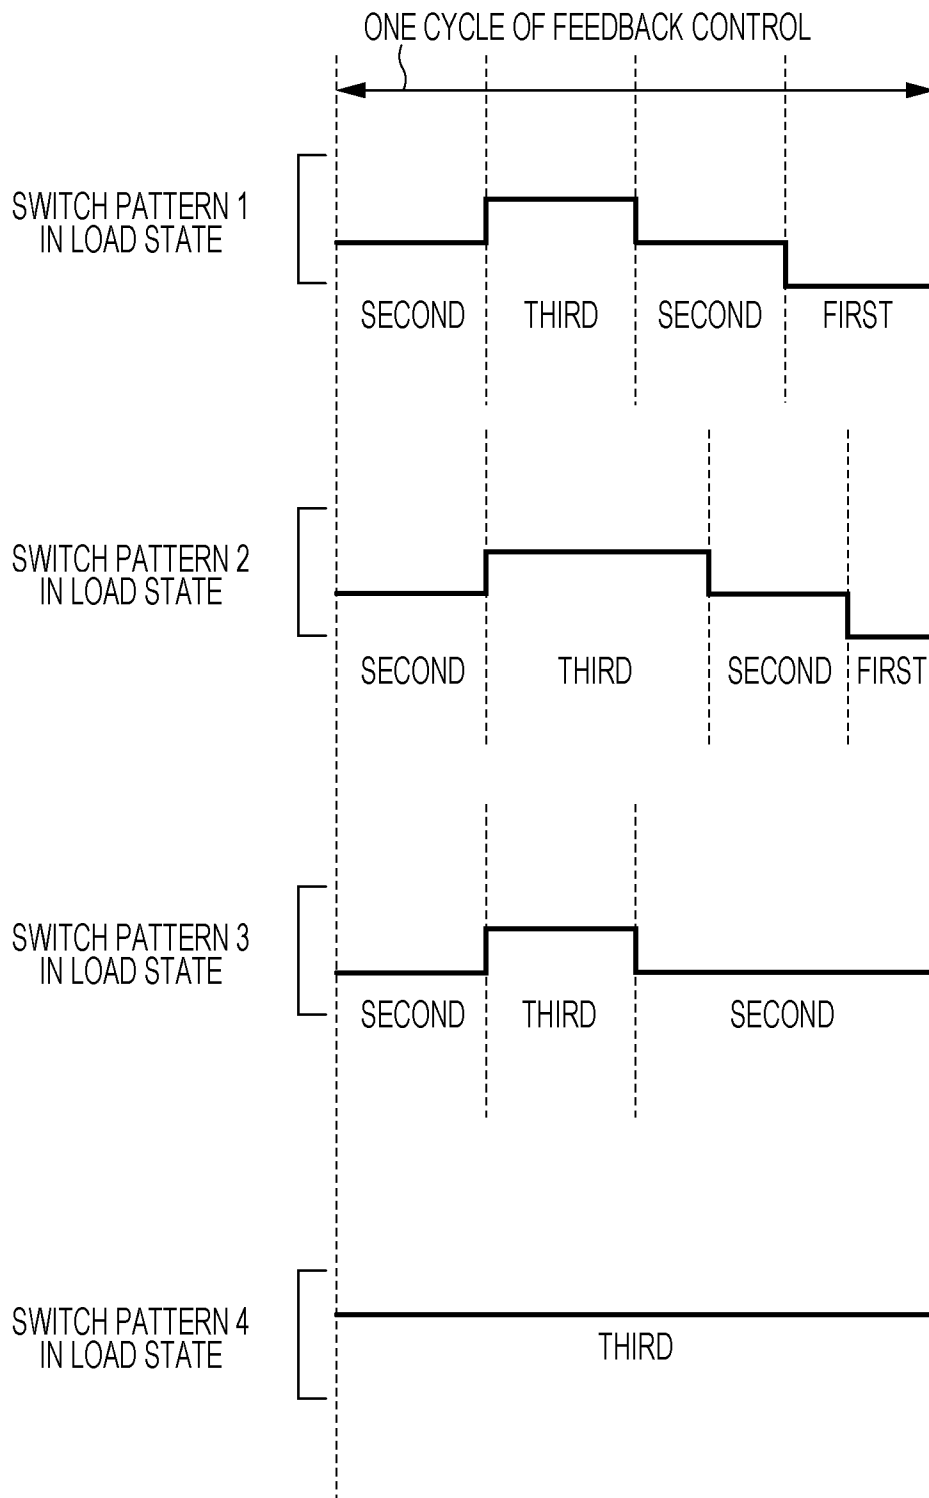 ONE CYCLE OF FEEDBACK CONTROL
SWITCH PATTERN 1
IN LOAD STATE
SECOND
THIRD
SECOND
FIRST
SWITCH PATTERN 2
IN LOAD STATE
SECOND
THIRD
SECOND
FIRST
SWITCH PATTERN 3
IN LOAD STATE
SECOND
THIRD
SECOND
SWITCH PATTERN 4
IN LOAD STATE
THIRD